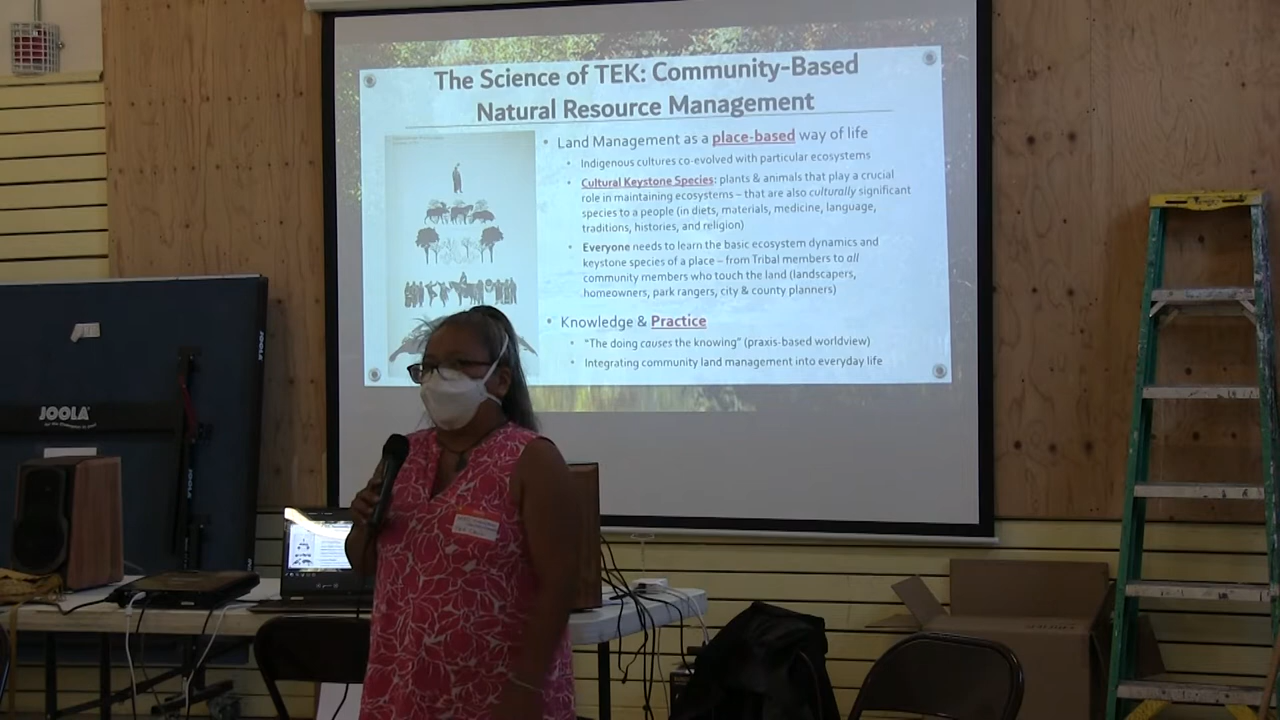 The Science of TEK: Community-Based
Natural Resource Management
• Land Management as a place-based way of life
• Indigenous cultures co-evolved with particular ecosystems
• Cultural Keystone Species: plants & animals that play a crucial
role in maintaining ecosystems – that are also culturally significant
species to a people (in diets, materials, medicine, language,
traditions, histories, and religion)
• Everyone needs to learn the basic ecosystem dynamics and
keystone species of a place – from Tribal members to all
community members who touch the land (landscapers,
homeowners, park rangers, city & county planners)
• Knowledge & Practice
• "The doing causes the knowing" (praxis-based worldview)
• Integrating community land management into everyday life
JOOLA
JOOLA
JOOLA